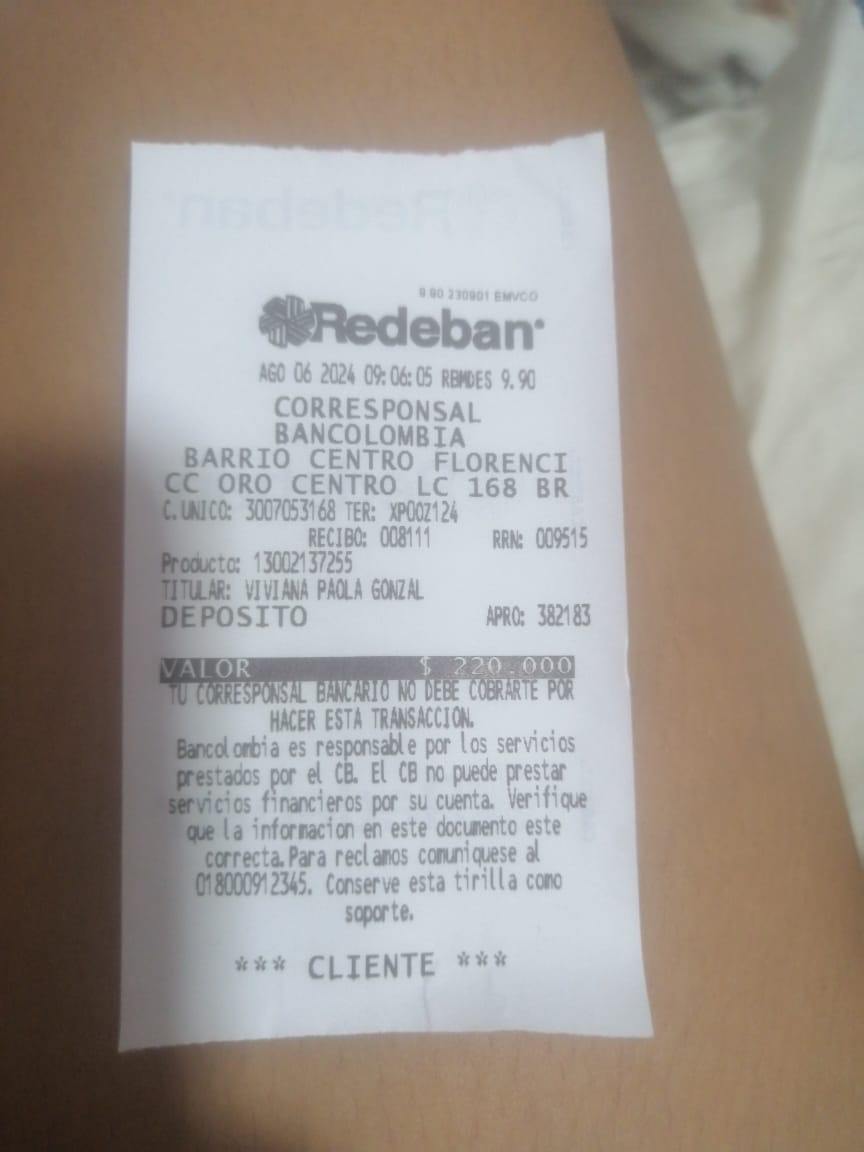 9.90 230901 EMVCO
Redeban
AGO 06 2024 09:06:05 RBMDES 9.90
CORRESPONSAL
BANCOLOMBIA
BARRIO CENTRO FLORENCI
CC ORO CENTRO LC 168 BR
C.UNICO: 3007053168 TER: XPOOZ124
RECIBO: 008111 RRN: 009515
Producto: 13002137255
TITULAR: VIVIANA PAOLA GONZAL
DEPOSITO APRO: 382183
VALOR $ 220.000
TU CORRESPONSAL BANCARIO NO DEBE COBRARTE POR
HACER ESTA TRANSACCION.
Bancolombia es responsable por los servicios
prestados por el CB. El CB no puede prestar
servicios financieros por su cuenta. Verifique
que la informacion en este documento este
correcta.Para reclamos comuniquese al
018000912345. Conserve esta tirilla como
soporte.
*** CLIENTE ***